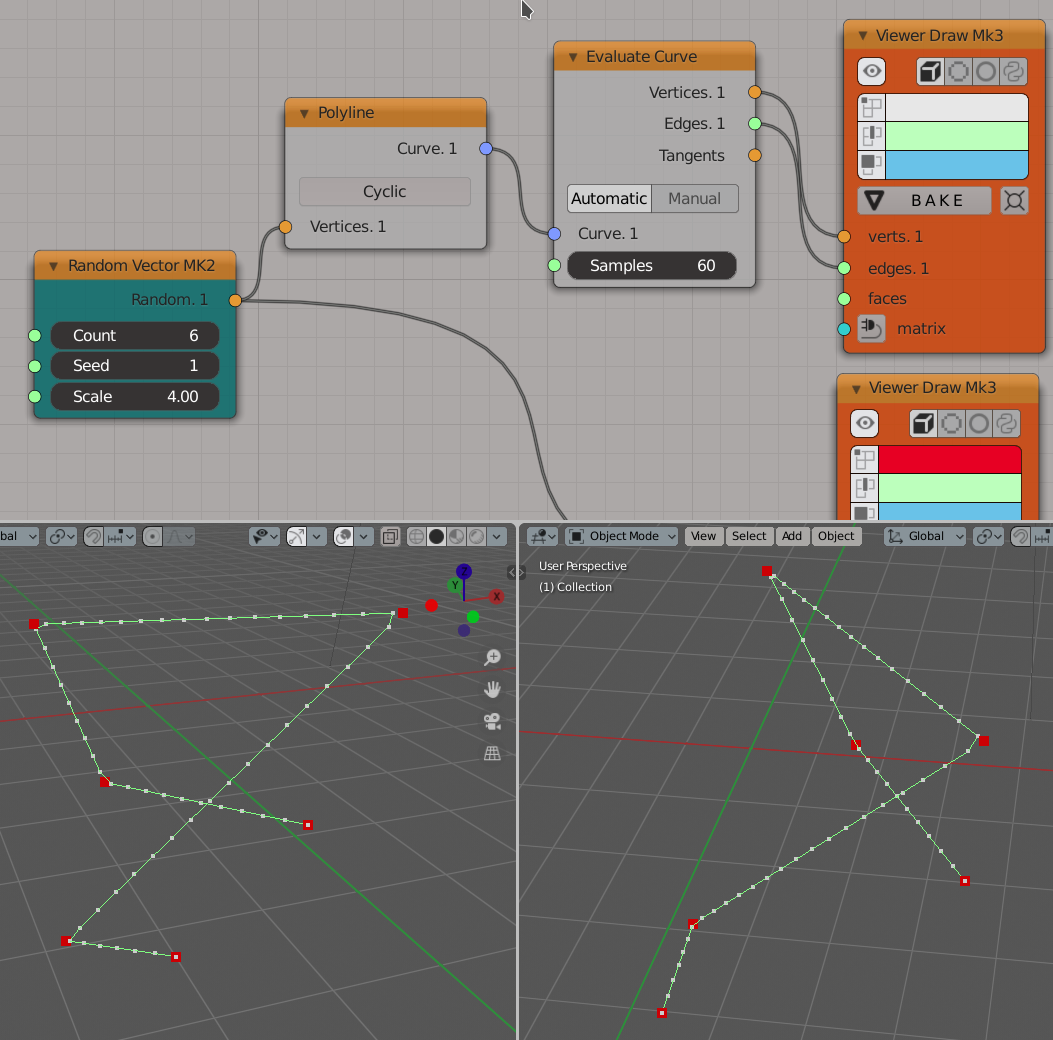 Viewer Draw Mk3
BAKE
verts. 1
edges. 1
faces
matrix
Evaluate Curve
Vertices. 1
Edges. 1
Tangents
Automatic Manual
Curve. 1
Samples 60
Polyline
Curve. 1
Cyclic
Vertices. 1
Random Vector MK2
Random. 1
Count 6
Seed 1
Scale 4.00
Viewer Draw Mk3
bal
Z
Y
X
Object Mode View Select Add Object Global
User Perspective
(1) Collection